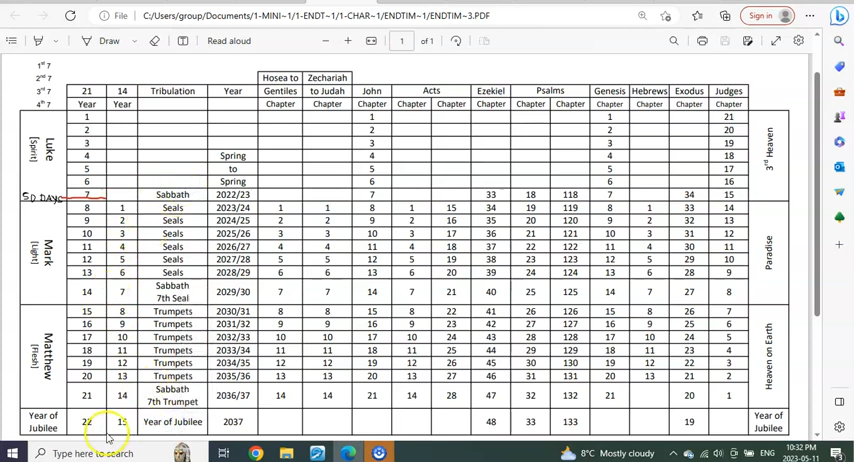 File | C:/Users/group/Documents/1-MINI~1/1-ENDT~1/1-CHAR~1/ENDTIM~1/ENDTIM~3.PDF Sign in
Draw Read aloud 1 of 1
1st 7
2nd 7 Hosea to Zechariah
3rd 7 21 14 Tribulation Year Gentiles to Judah John Acts Ezekiel Psalms Genesis Hebrews Exodus Judges
4th 7 Year Year Chapter Chapter Chapter Chapter Chapter Chapter Chapter Chapter Chapter Chapter Chapter Chapter
Luke [Spirit]
1 1 1 21
2 2 2 20
3 3 3 19
4 Spring 4 4 18
5 to 5 5 17
6 Spring 6 6 16
50 DAYS 7 Sabbath 2022/23 7 33 18 118 7 34 15
3rd Heaven
Mark [Light]
8 1 Seals 2023/24 1 1 8 1 15 34 19 119 8 1 33 14
9 2 Seals 2024/25 2 2 9 2 16 35 20 120 9 2 32 13
10 3 Seals 2025/26 3 3 10 3 17 36 21 121 10 3 31 12
11 4 Seals 2026/27 4 4 11 4 18 37 22 122 11 4 30 11
12 5 Seals 2027/28 5 5 12 5 19 38 23 123 12 5 29 10
13 6 Seals 2028/29 6 6 13 6 20 39 24 124 13 6 28 9
14 7 Sabbath 7th Seal 2029/30 7 7 14 7 21 40 25 125 14 7 27 8
Paradise
Matthew [Flesh]
15 8 Trumpets 2030/31 8 8 15 8 22 41 26 126 15 8 26 7
16 9 Trumpets 2031/32 9 9 16 9 23 42 27 127 16 9 25 6
17 10 Trumpets 2032/33 10 10 17 10 24 43 28 128 17 10 24 5
18 11 Trumpets 2033/34 11 11 18 11 25 44 29 129 18 11 23 4
19 12 Trumpets 2034/35 12 12 19 12 26 45 30 130 19 12 22 3
20 13 Trumpets 2035/36 13 13 20 13 27 46 31 131 20 13 21 2
21 14 Sabbath 7th Trumpet 2036/37 14 14 21 14 28 47 32 132 21 20 1
Heaven on Earth
Year of Jubilee 22 15 Year of Jubilee 2037 48 33 133 19 Year of Jubilee
Type here to search 8°C Mostly cloudy ENG 10:32 PM
2023-05-11